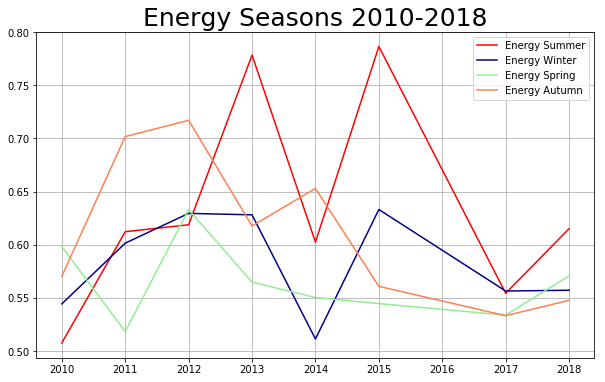 Energy Seasons 2010-2018
0.80
0.75
0.70
0.65
0.60
0.55
0.50
Energy Summer
Energy Winter
Energy Spring
Energy Autumn
2010 2011 2012 2013 2014 2015 2016 2017 2018